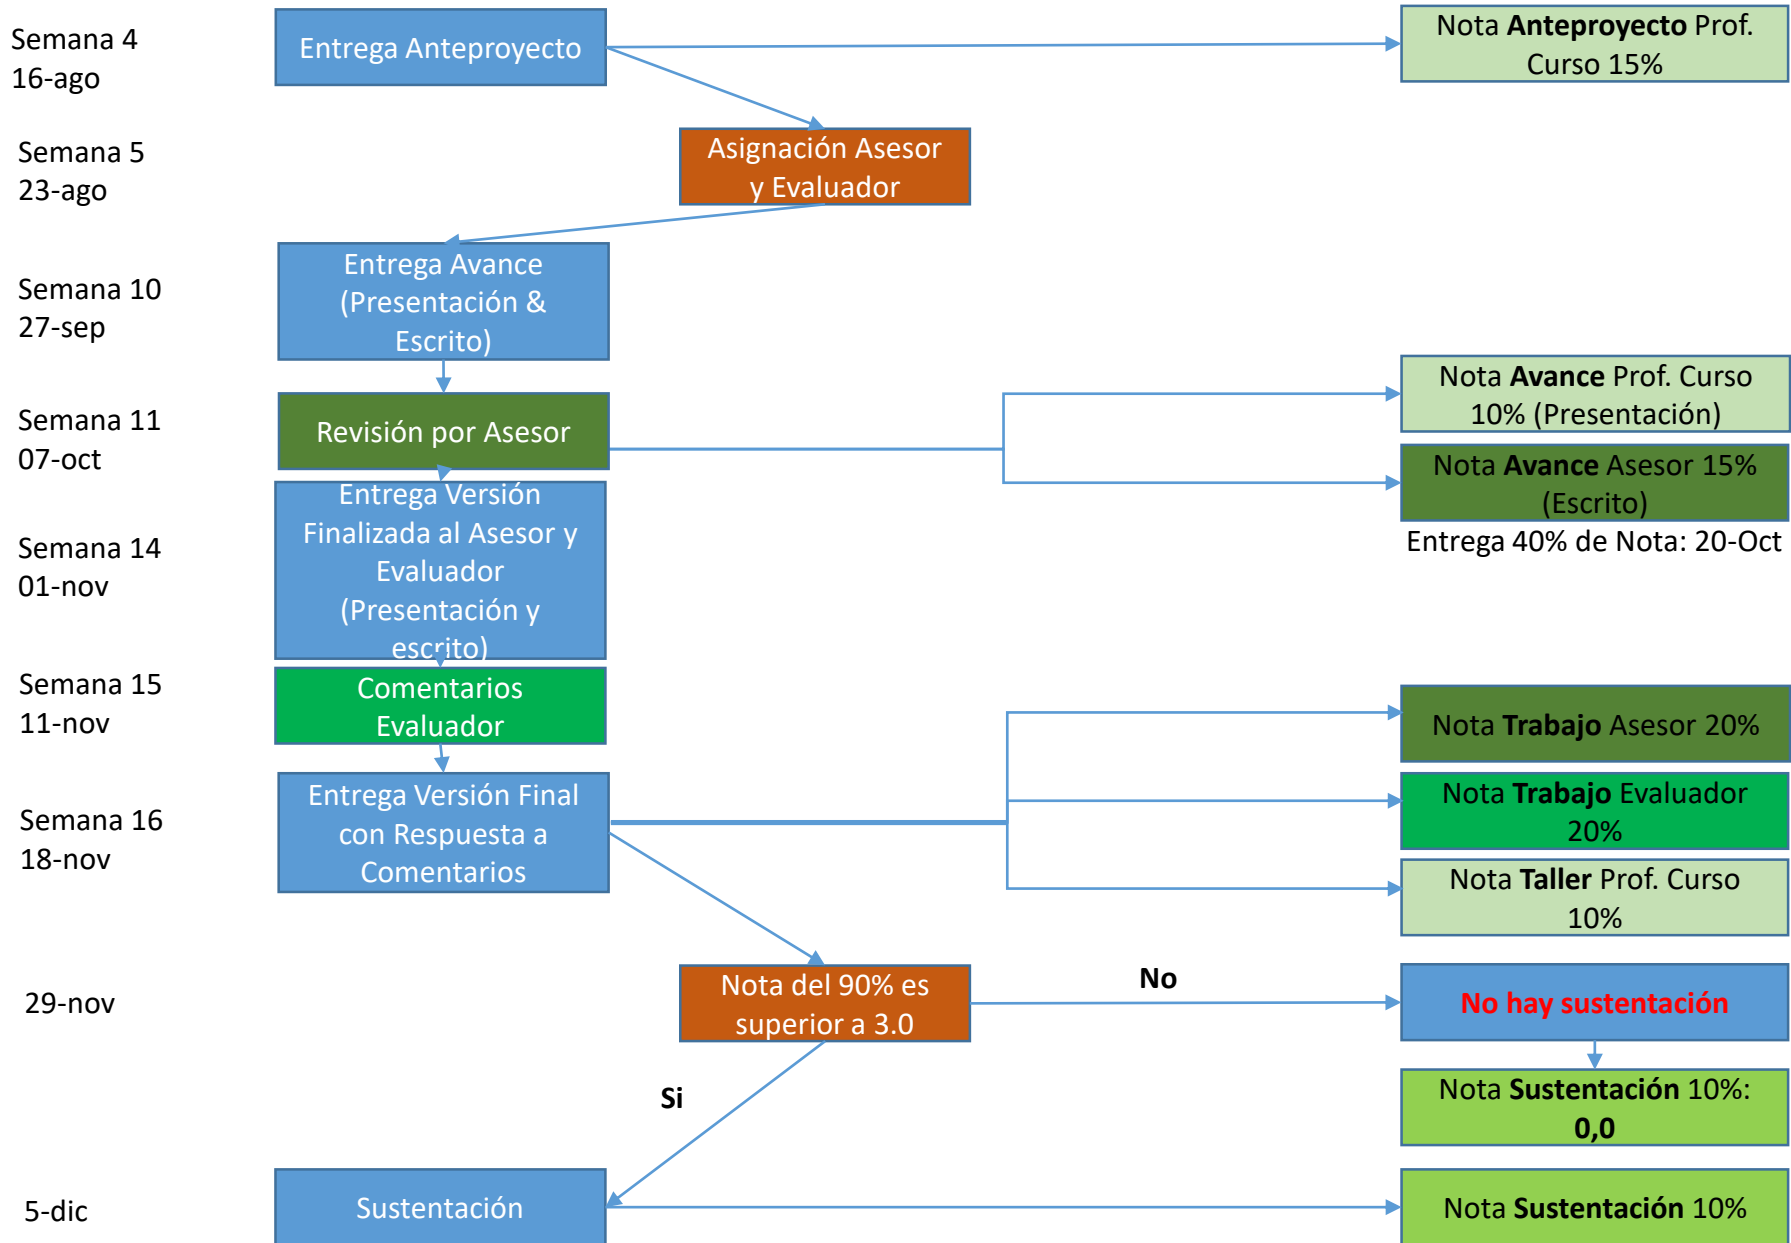 Semana 4
16-ago
Entrega Anteproyecto
Nota Anteproyecto Prof.
Curso 15%
Semana 5
23-ago
Asignación Asesor
y Evaluador
Semana 10
27-sep
Entrega Avance
(Presentación &
Escrito)
Semana 11
07-oct
Revisión por Asesor
Nota Avance Prof. Curso
10% (Presentación)
Nota Avance Asesor 15%
(Escrito)
Entrega 40% de Nota: 20-Oct
Semana 14
01-nov
Entrega Versión
Finalizada al Asesor y
Evaluador
(Presentación y
escrito)
Semana 15
11-nov
Comentarios
Evaluador
Semana 16
18-nov
Entrega Versión Final
con Respuesta a
Comentarios
Nota Trabajo Asesor 20%
Nota Trabajo Evaluador
20%
Nota Taller Prof. Curso
10%
29-nov
Nota del 90% es
superior a 3.0
No
No hay sustentación
Si
Nota Sustentación 10%:
0,0
5-dic
Sustentación
Nota Sustentación 10%